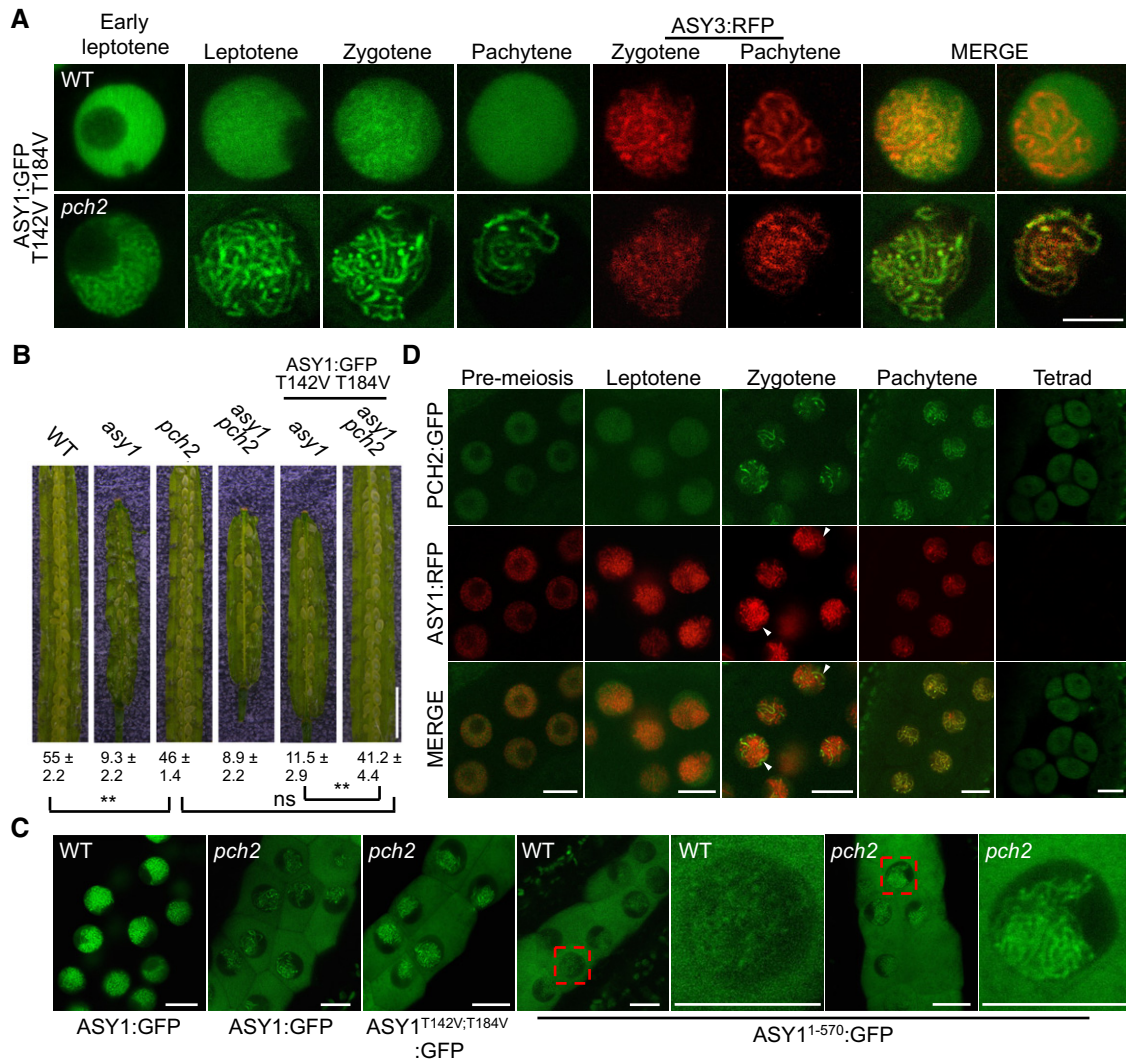 A
Early leptotene
Leptotene
Zygotene
Pachytene
ASY3:RFP
Zygotene
Pachytene
MERGE
ASY1:GFP
T142V T184V
WT
pch2
B
ASY1:GFP
T142V T184V
WT
asy1
pch2
asy1 pch2
asy1
asy1 pch2
55 ± 2.2
9.3 ± 2.2
46 ± 1.4
8.9 ± 2.2
11.5 ± 2.9
41.2 ± 4.4
**
ns
**
D
Pre-meiosis
Leptotene
Zygotene
Pachytene
Tetrad
PCH2:GFP
ASY1:RFP
MERGE
C
WT
pch2
pch2
WT
WT
pch2
pch2
ASY1:GFP
ASY1:GFP
ASY1T142V;T184V
:GFP
ASY11-570:GFP